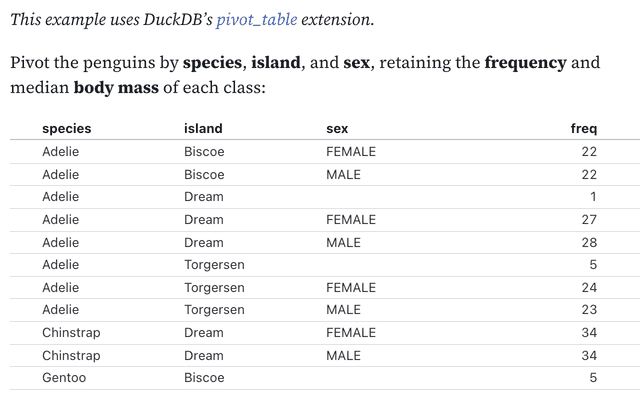 This example uses DuckDB’s pivot_table extension.
Pivot the penguins by species, island, and sex, retaining the frequency and
median body mass of each class:
species island sex freq
Adelie Biscoe FEMALE 22
Adelie Biscoe MALE 22
Adelie Dream 1
Adelie Dream FEMALE 27
Adelie Dream MALE 28
Adelie Torgersen 5
Adelie Torgersen FEMALE 24
Adelie Torgersen MALE 23
Chinstrap Dream FEMALE 34
Chinstrap Dream MALE 34
Gentoo Biscoe 5